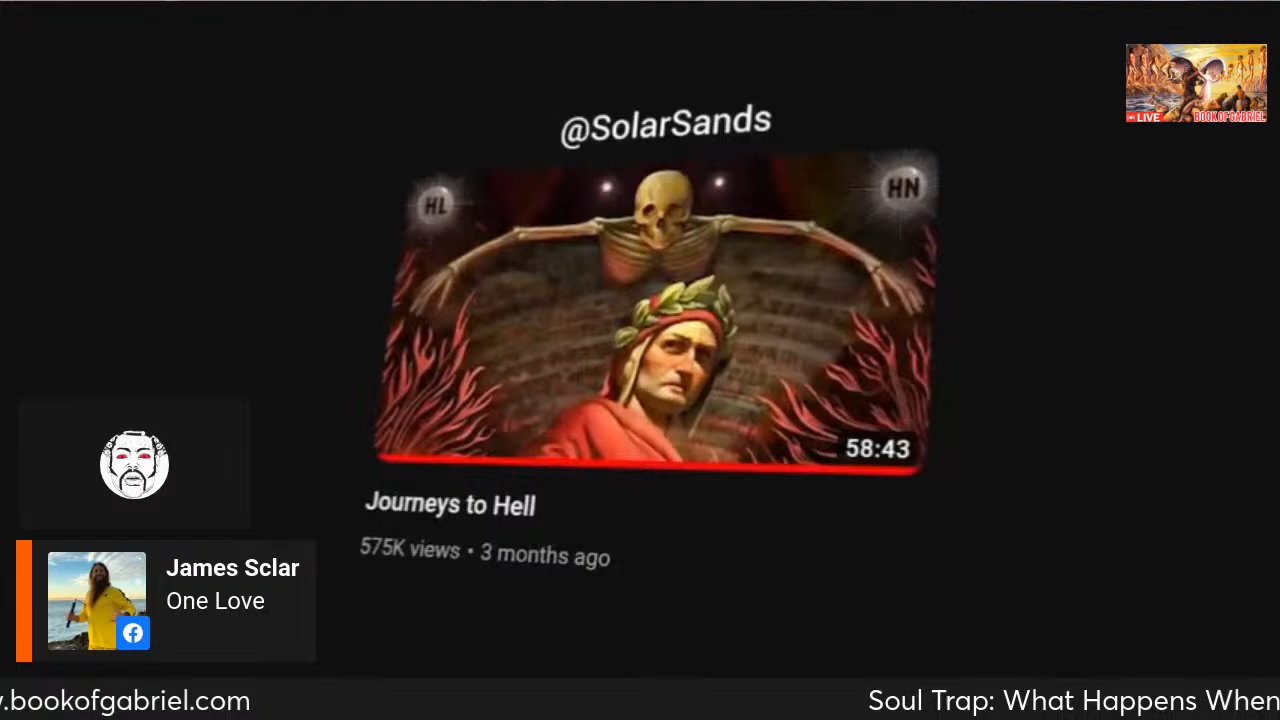 @SolarSands
HL
HN
58:43
Journeys to Hell
575K views • 3 months ago
LIVE
BOOK OF GABRIEL
James Sclar
One Love
.bookofgabriel.com
Soul Trap: What Happens When